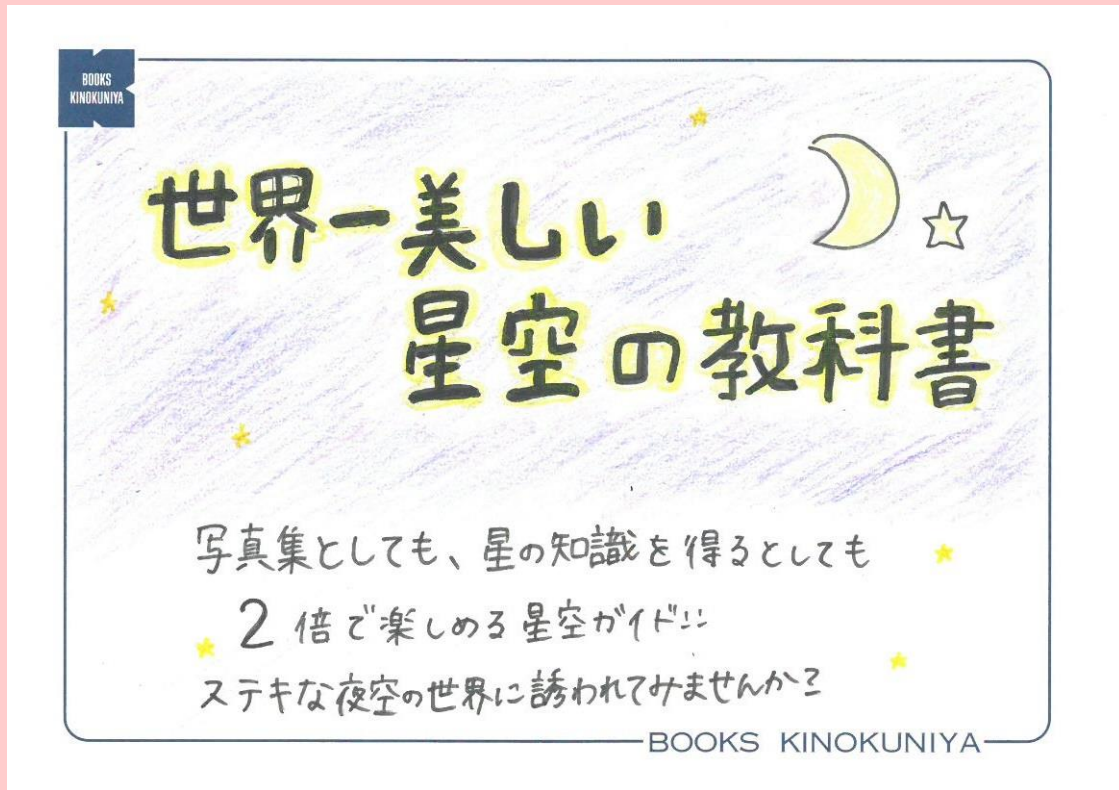 BOOKS
KINOKUNIYA
世界一美しい
星空の教科書
写真集としても、星の知識を得るとしても
2倍で楽しめる星空ガイド!!
ステキな夜空の世界に誘われてみませんか?
BOOKS KINOKUNIYA